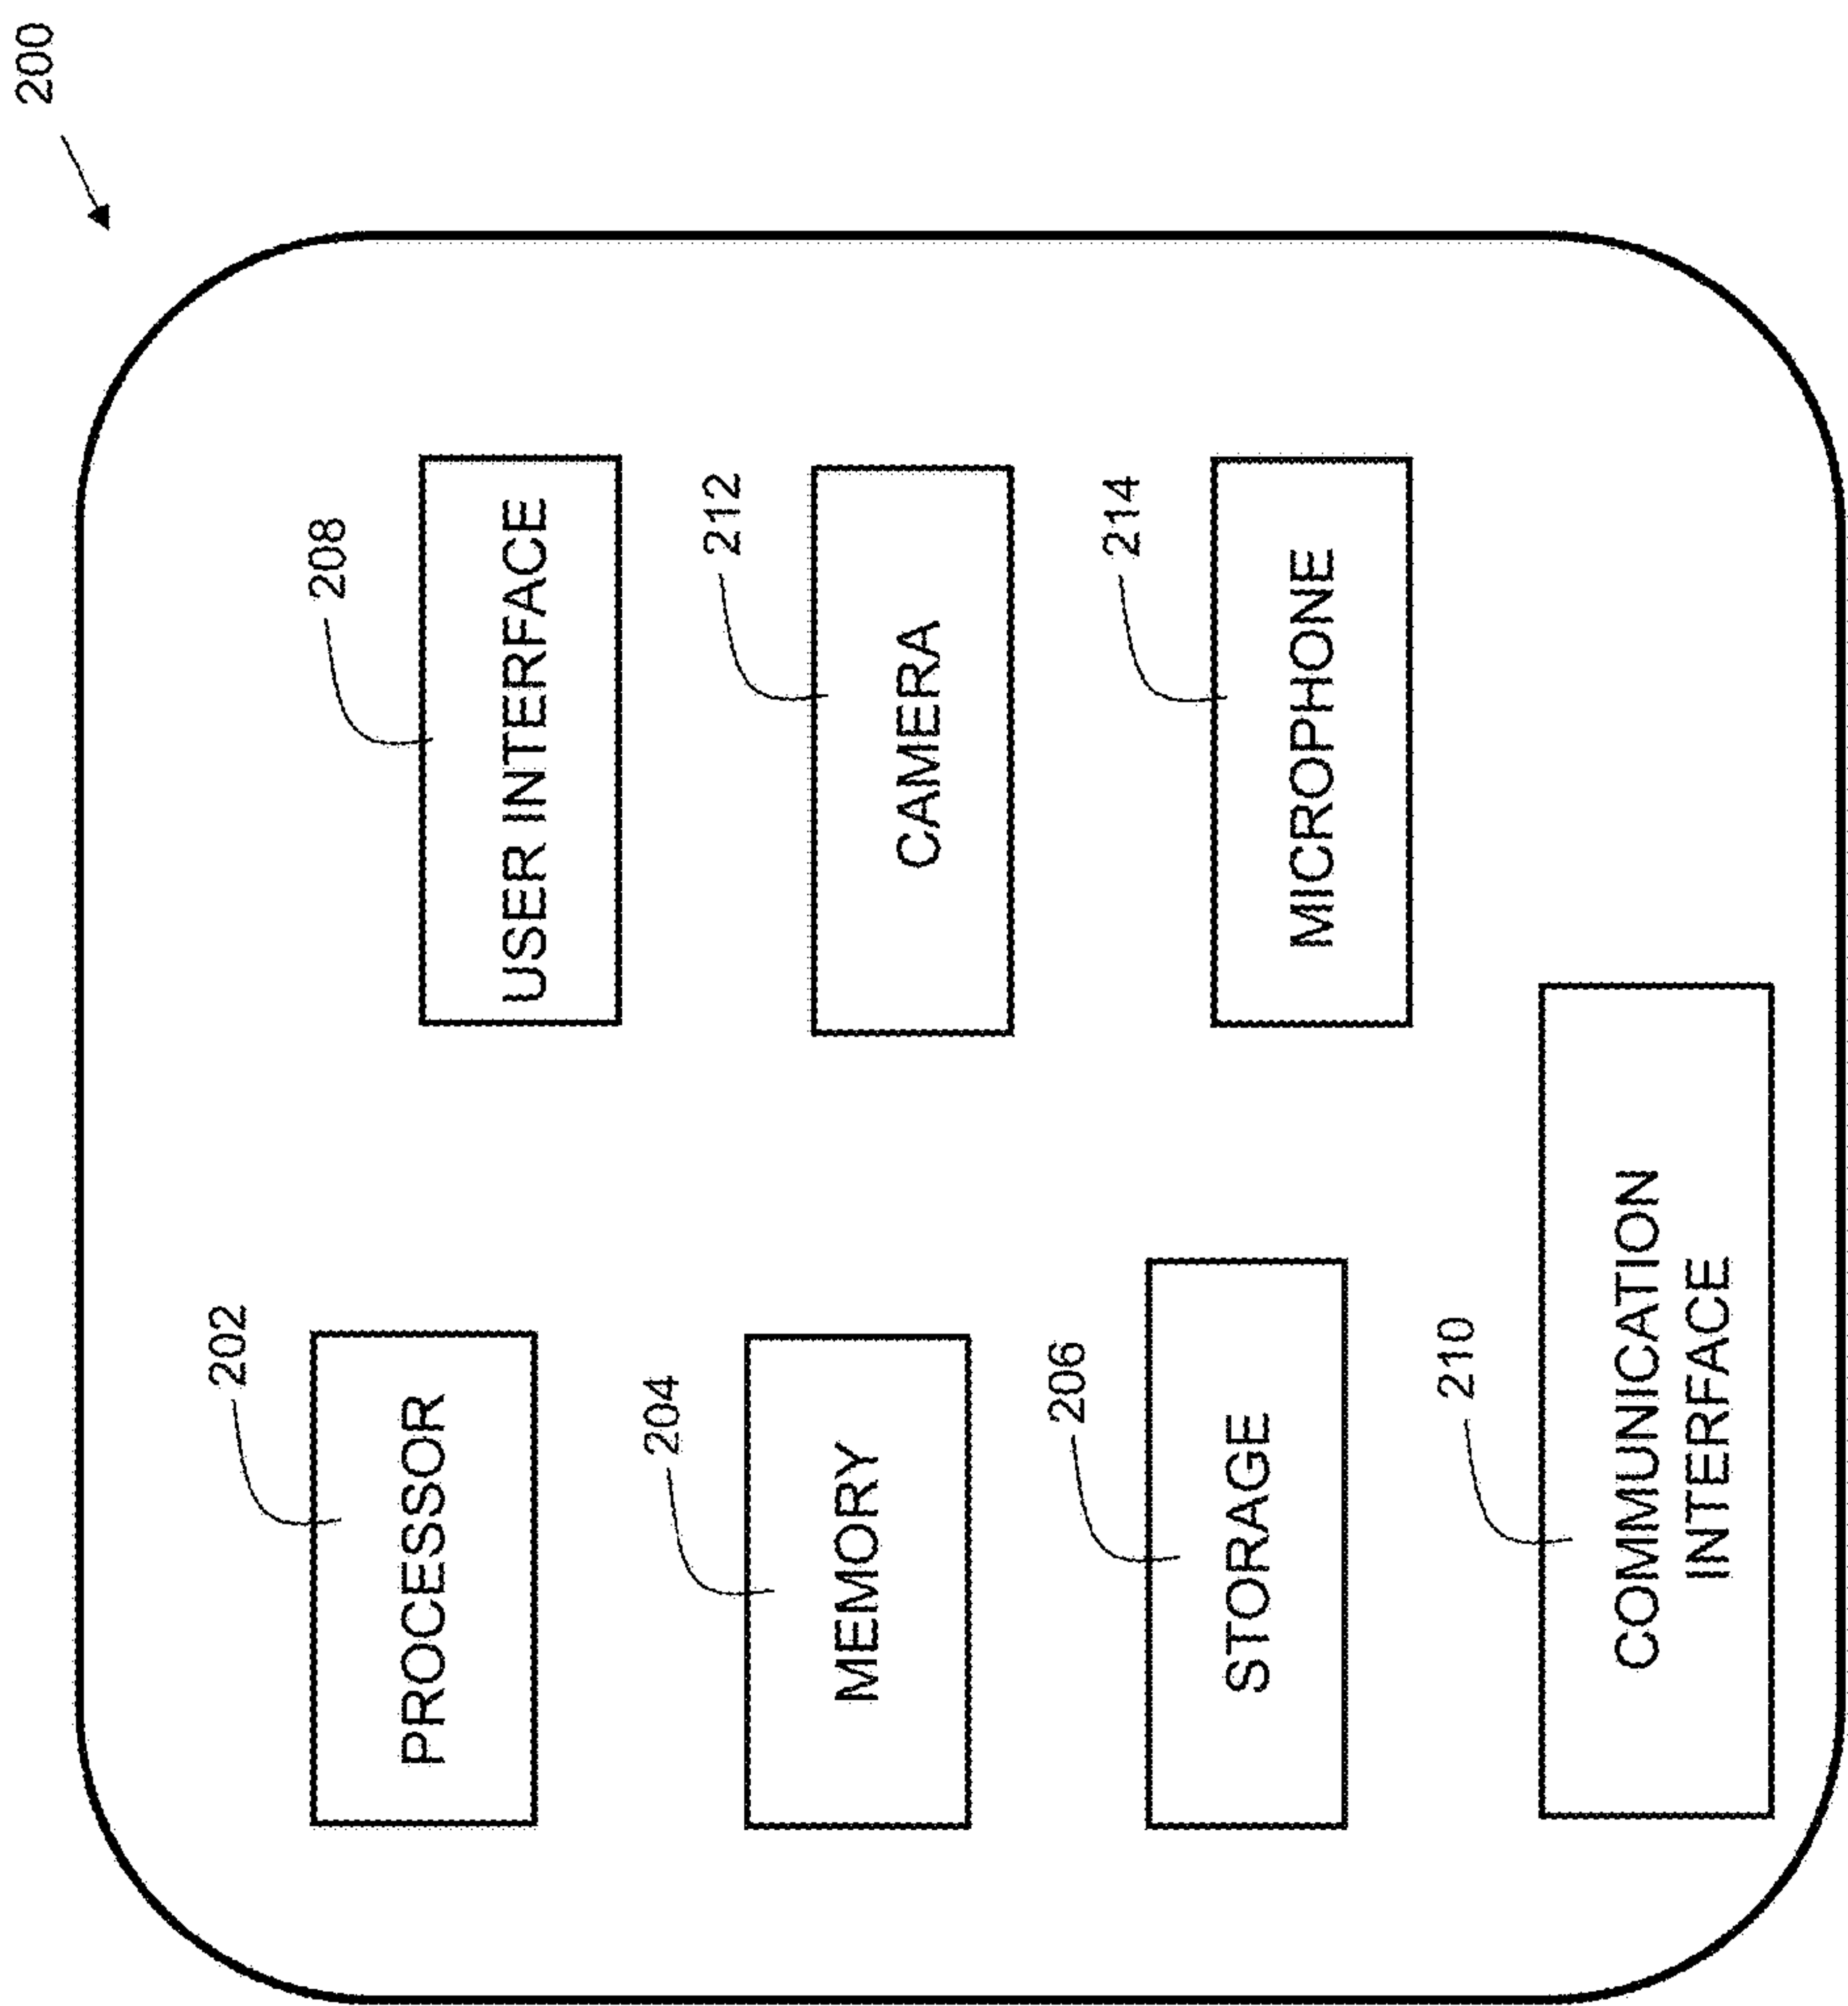 200
202
PROCESSOR
208
USER INTERFACE
204
MEMORY
212
CAMERA
206
STORAGE
214
MICROPHONE
210
COMMUNICATION
INTERFACE